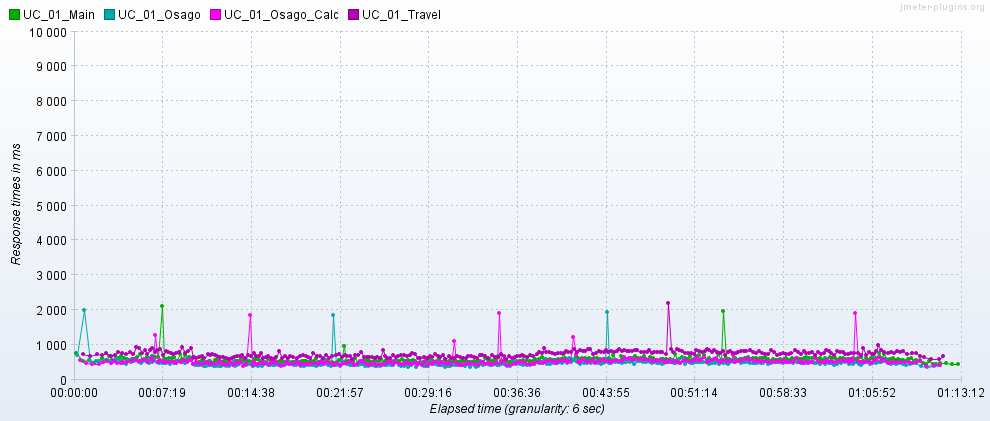 UC_01_Main UC_01_Osago UC_01_Osago_Calc UC_01_Travel
jmeter-plugins.org
10 000
9 000
8 000
7 000
6 000
5 000
4 000
3 000
2 000
1 000
0
Response times in ms
00:00:00 00:07:19 00:14:38 00:21:57 00:29:16 00:36:36 00:43:55 00:51:14 00:58:33 01:05:52 01:13:12
Elapsed time (granularity: 6 sec)